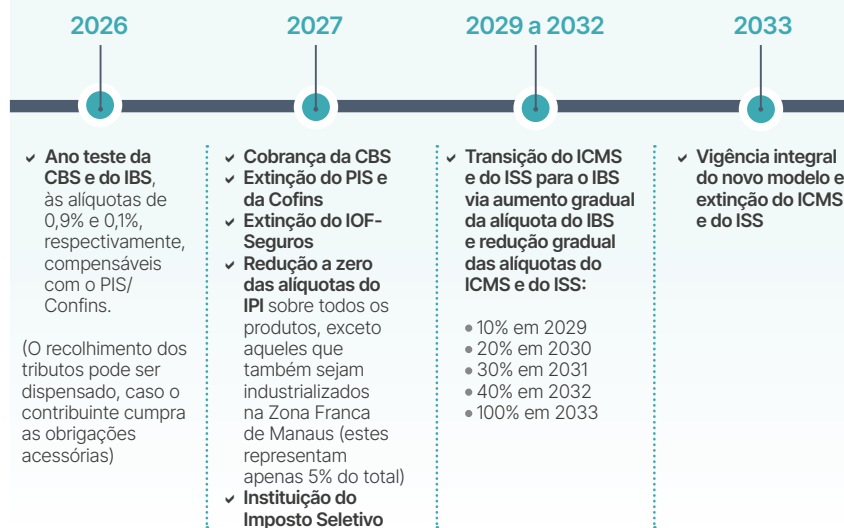 2026
✓ Ano teste da
CBS e do IBS,
às alíquotas de
0,9% e 0,1%,
respectivamente,
compensáveis
com o PIS/
Confins.
(O recolhimento dos
tributos pode ser
dispensado, caso o
contribuinte cumpra
as obrigações
acessórias)
2027
✓ Cobrança da CBS
✓ Extinção do PIS e
da Cofins
✓ Extinção do IOF-
Seguros
✓ Redução a zero
das alíquotas do
IPI sobre todos os
produtos, exceto
aqueles que
também sejam
industrializados
na Zona Franca
de Manaus (estes
representam
apenas 5% do total)
✓ Instituição do
Imposto Seletivo
2029 a 2032
✓ Transição do ICMS
e do ISS para o IBS
via aumento gradual
da alíquota do IBS
e redução gradual
das alíquotas do
ICMS e do ISS:
• 10% em 2029
• 20% em 2030
• 30% em 2031
• 40% em 2032
• 100% em 2033
2033
✓ Vigência integral
do novo modelo e
extinção do ICMS
e do ISS